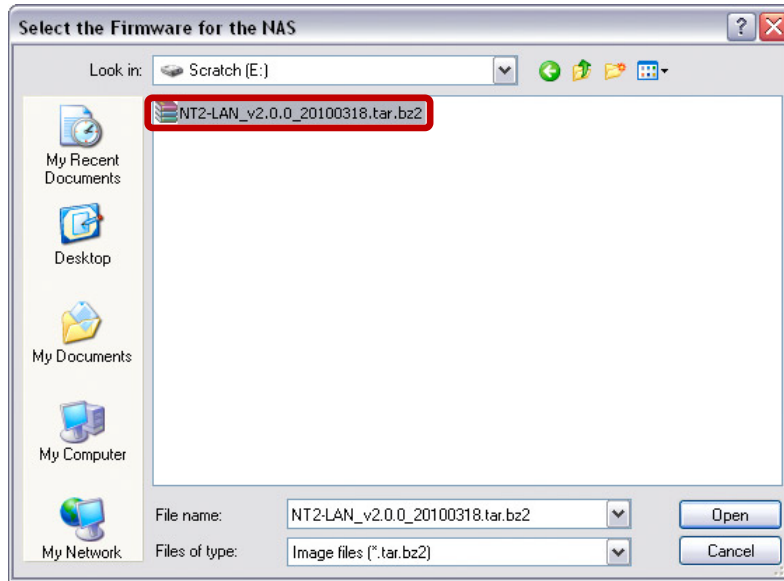 Select the Firmware for the NAS
Look in:
Scratch (E:)
NT2-LAN_v2.0.0_20100318.tar.bz2
My Recent
Documents
Desktop
My Documents
My Computer
My Network
File name:
NT2-LAN_v2.0.0_20100318.tar.bz2
Open
Files of type:
Image files (*.tar.bz2)
Cancel